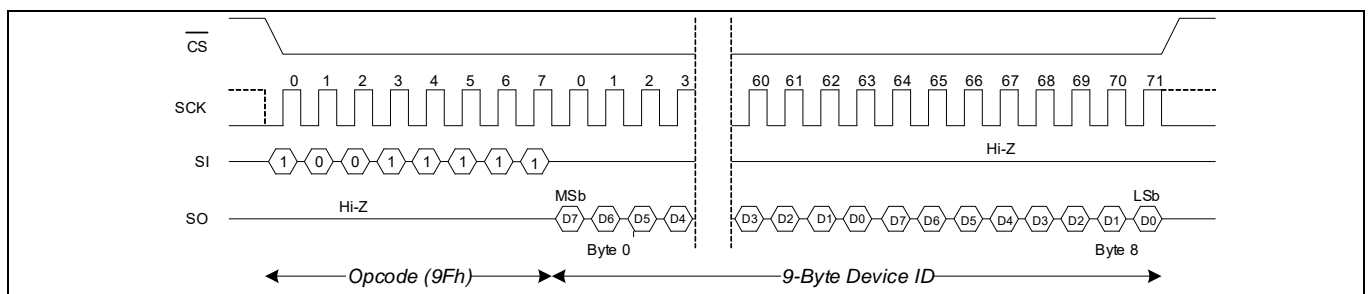 CS
0 1 2 3 4 5 6 7 0 1 2 3 60 61 62 63 64 65 66 67 68 69 70 71
SCK
Hi-Z
SI 1 0 0 1 1 1 1 1
MSb LSb
Hi-Z
SO D7 D6 D5 D4 D3 D2 D1 D0 D7 D6 D5 D4 D3 D2 D1 D0
Byte 0 Byte 8
Opcode (9Fh) 9-Byte Device ID